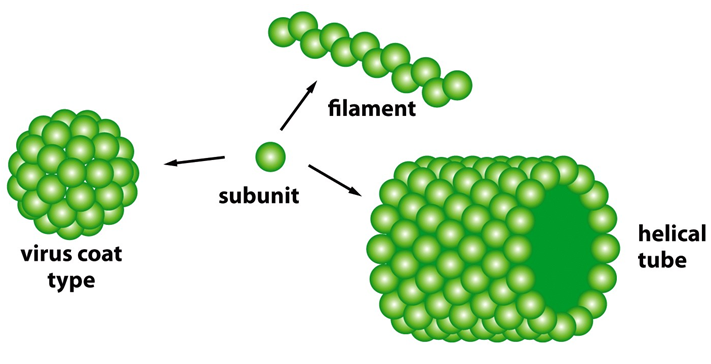 filament
subunit
virus coat
type
helical
tube